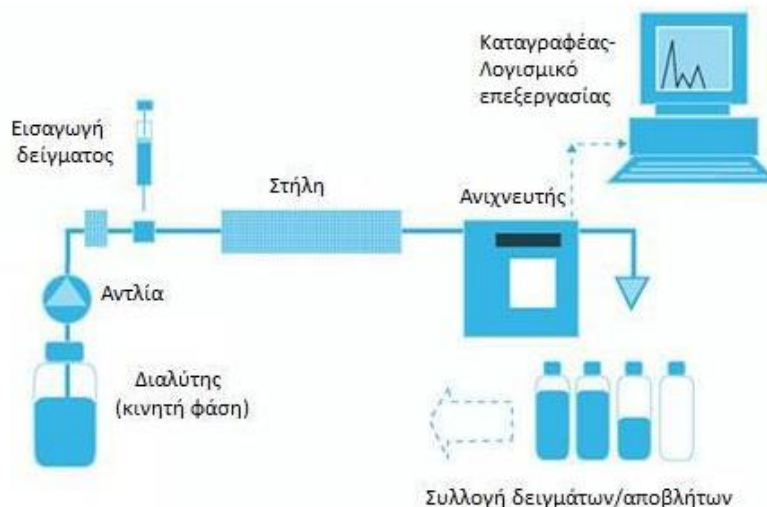 Καταγραφέας-
Λογισμικό
επεξεργασίας
Εισαγωγή
δείγματος
Στήλη
Ανιχνευτής
Αντλία
Διαλύτης
(κινητή φάση)
Συλλογή δειγμάτων/αποβλήτων